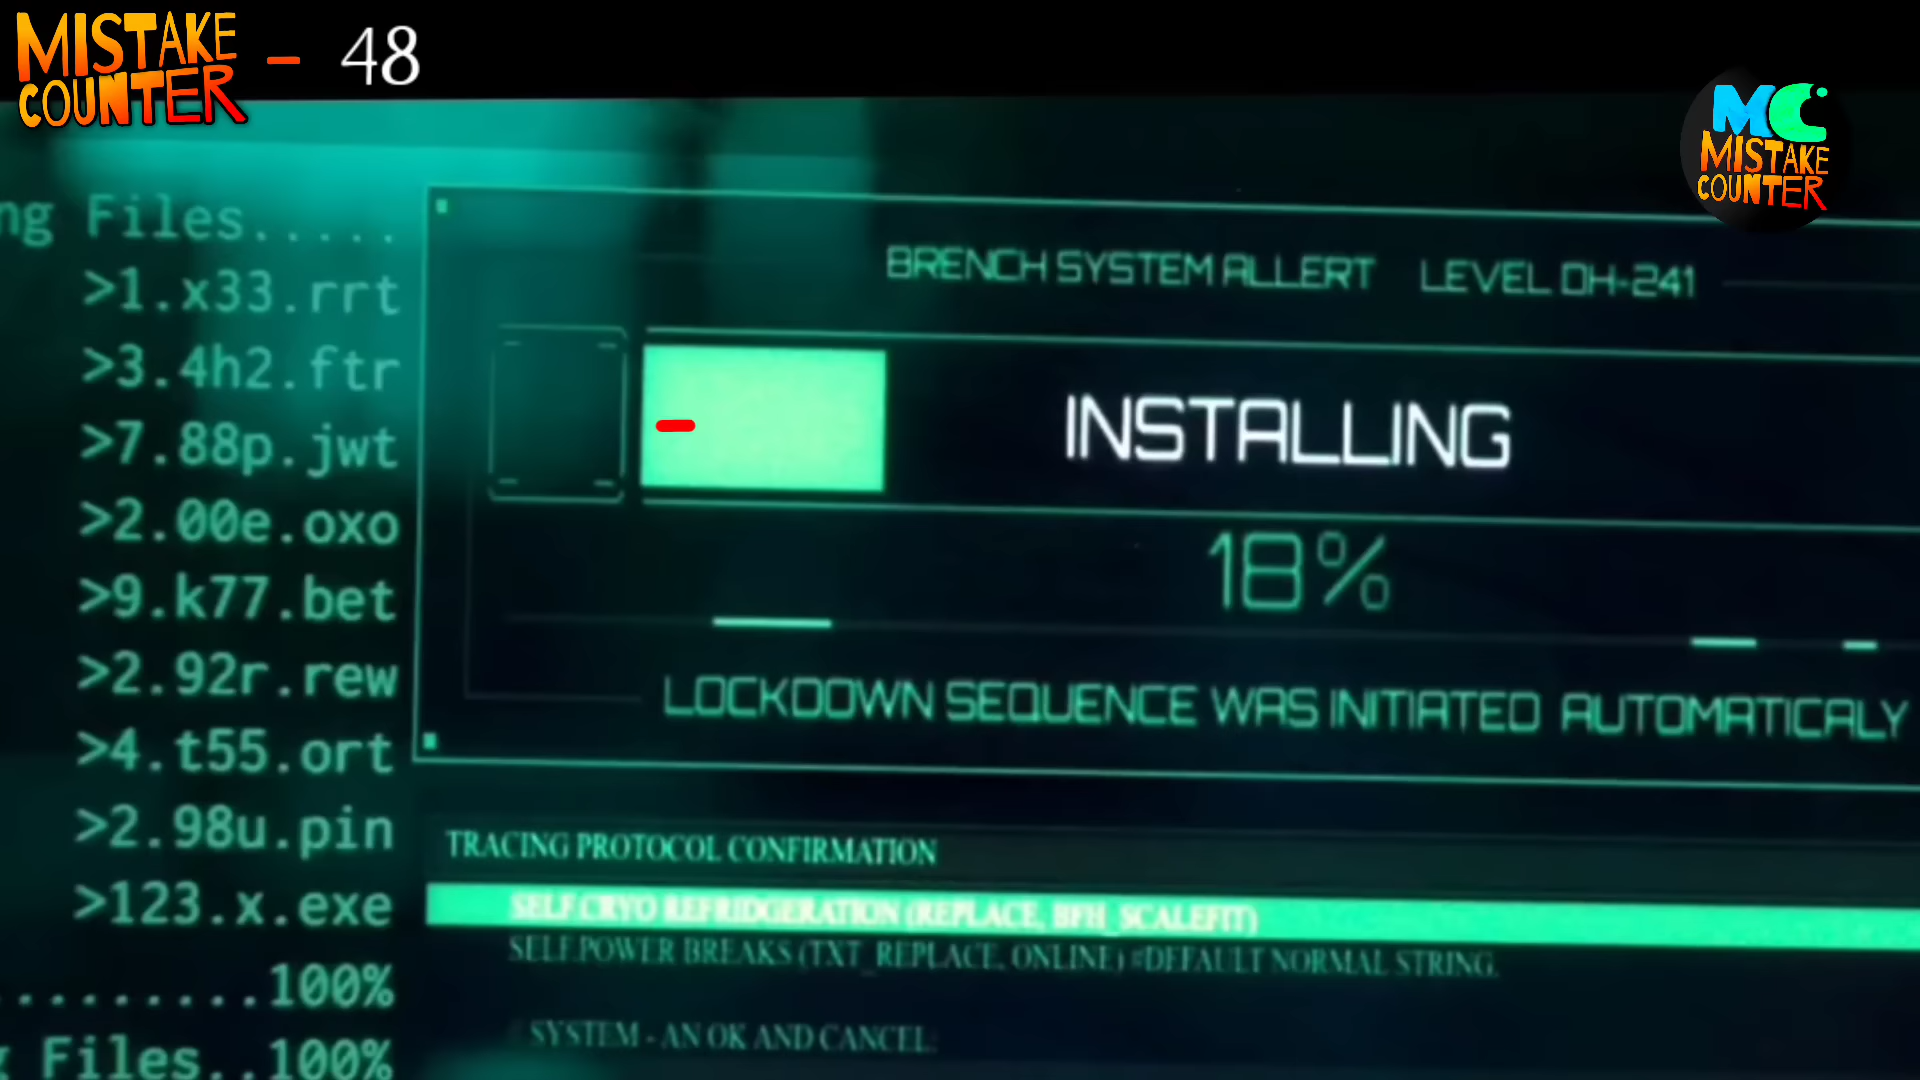 MISTAKE
COUNTER
- 48
MC
MISTAKE
COUNTER
ng Files.....
>1.x33.rrt
>3.4h2.ftr
>7.88p.jwt
>2.00e.oxo
>9.k77.bet
>2.92r.rew
>4.t55.ort
>2.98u.pin
>123.x.exe
.........100%
g Files..100%
BRENCH SYSTEM ALLERT LEVEL DH-241
INSTALLING
18%
LOCKDOWN SEQUENCE WAS INITIATED AUTOMATICALY
TRACING PROTOCOL CONFIRMATION
SELF.CRYO REFRIDGERATION (REPLACE, BFH_SCALEFIT)
SELF.POWER BREAKS (TXT_REPLACE, ONLINE) #DEFAULT NORMAL STRING.
SYSTEM - AN OK AND CANCEL: